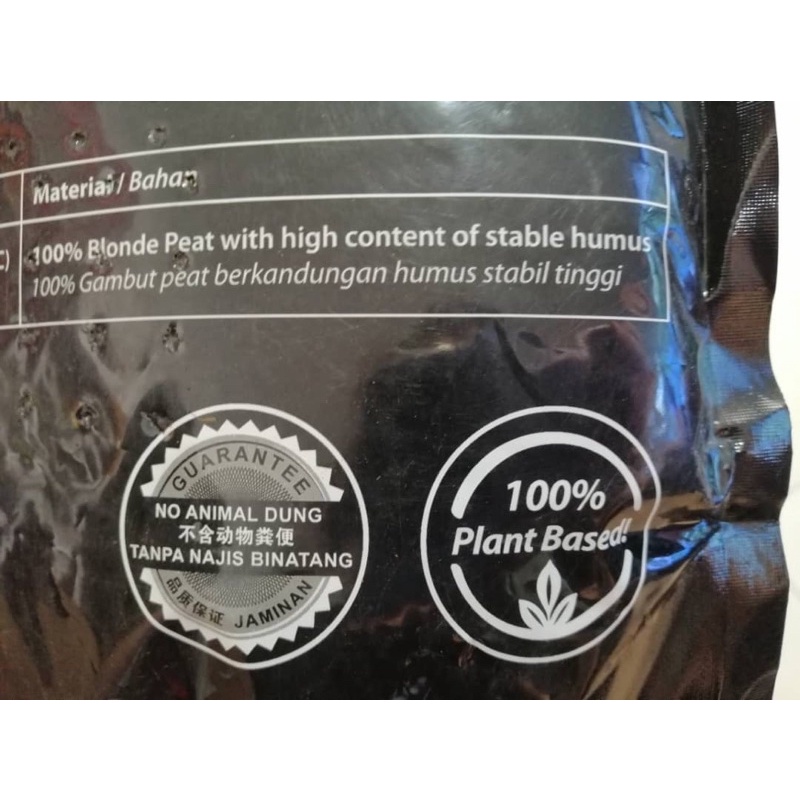 Material / Bahan
C)
100% Blonde Peat with high content of stable humus
100% Gambut peat berkandungan humus stabil tinggi
GUARANTEE
NO ANIMAL DUNG
不含动物粪便
TANPA NAJIS BINATANG
品质保证 JAMINAN
100%
Plant Based!